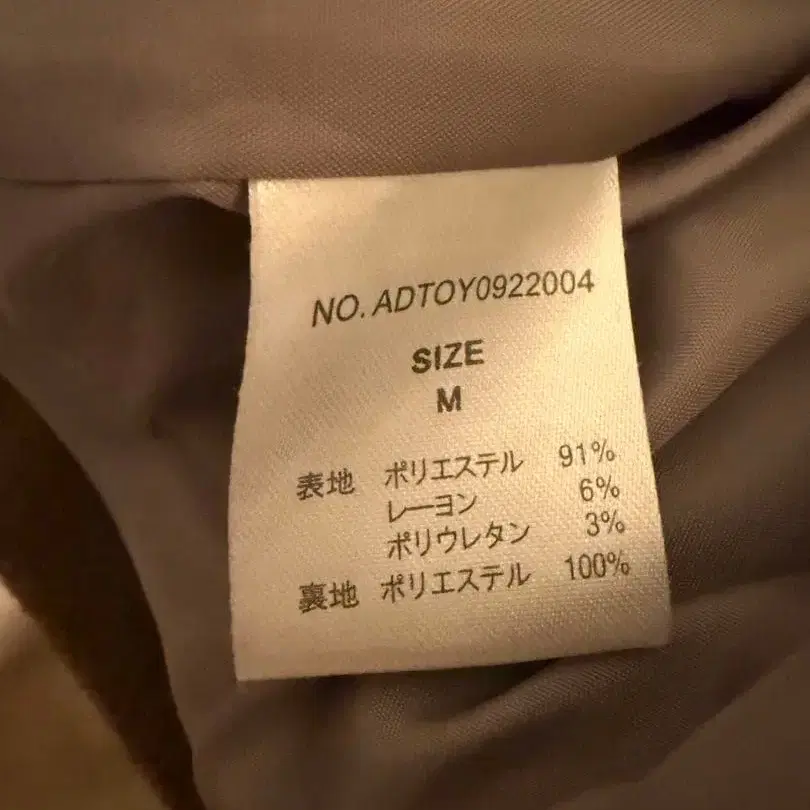 NO. ADTOY0922004
SIZE
M
表地 ポリエステル 91%
レーヨン 6%
ポリウレタン 3%
裏地 ポリエステル 100%